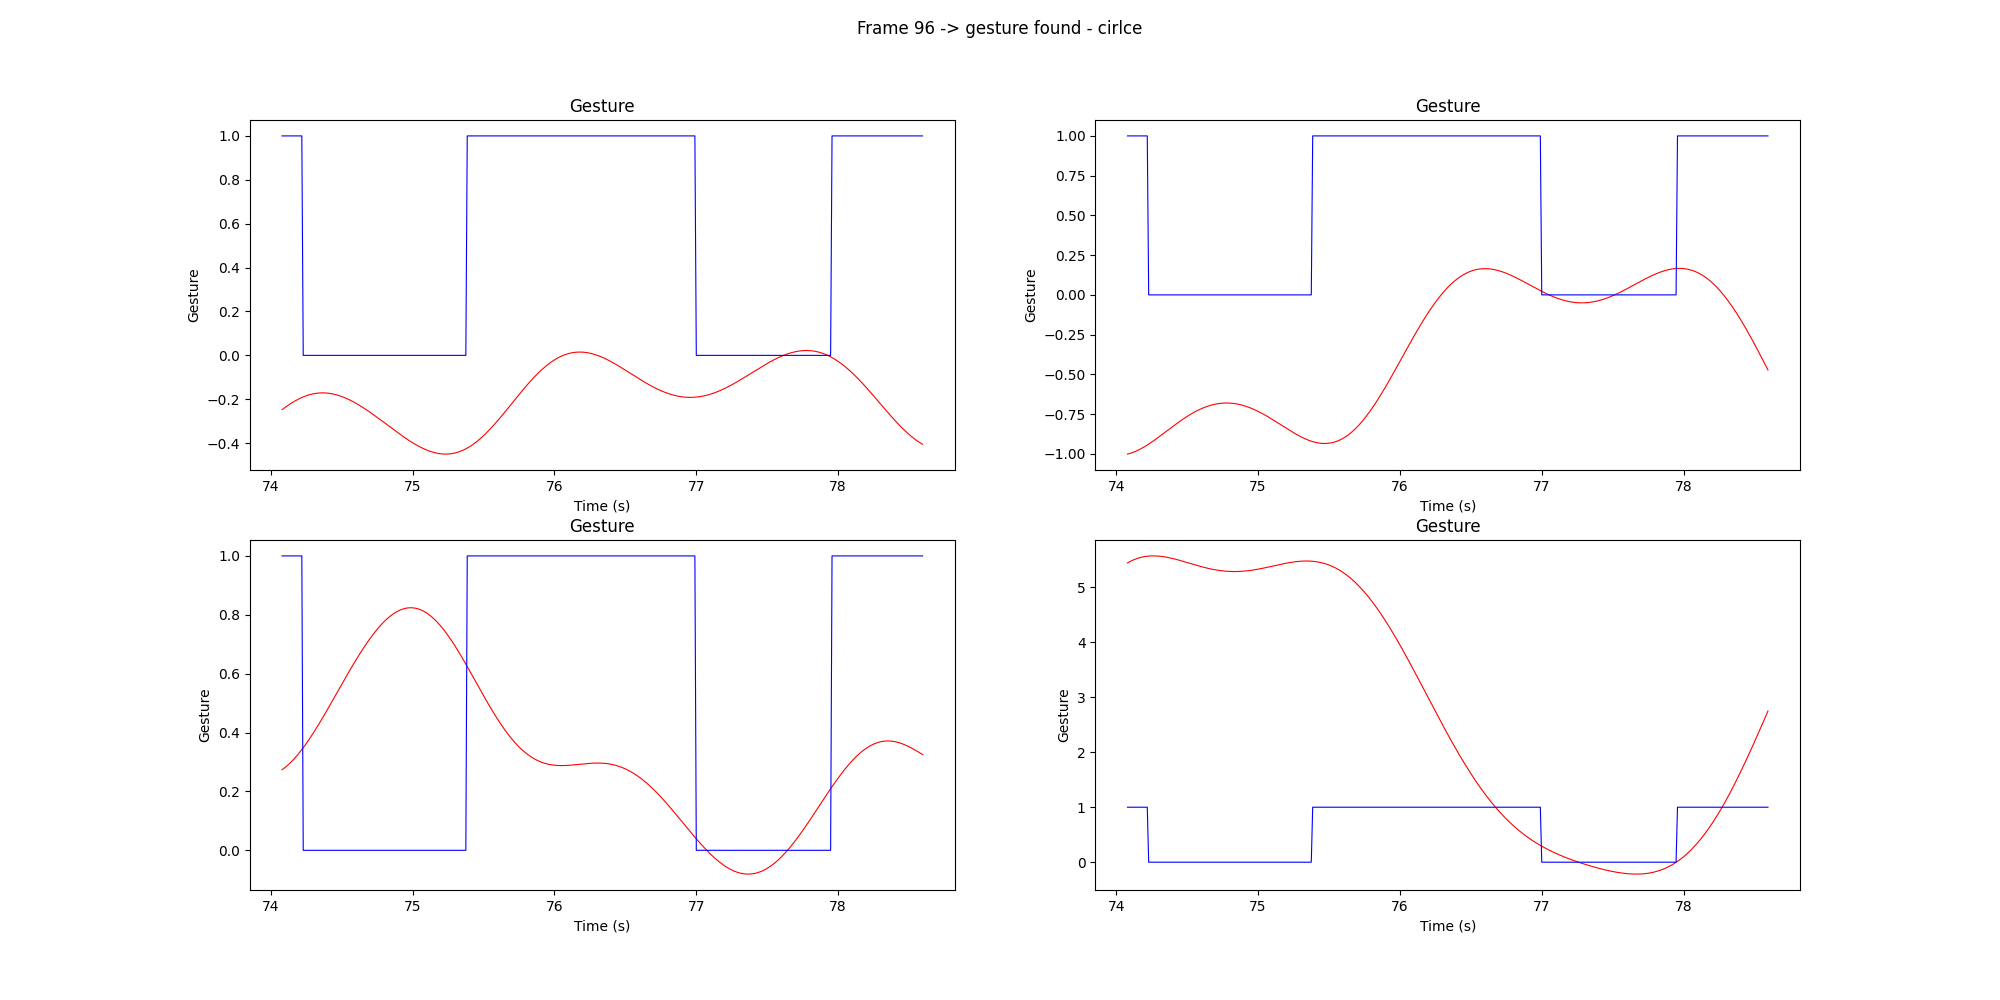 Frame 96 -> gesture found - cirlce
Gesture
1.0
0.8
0.6
0.4
0.2
0.0
−0.2
−0.4
Gesture
74 75 76 77 78
Time (s)
Gesture
1.00
0.75
0.50
0.25
0.00
−0.25
−0.50
−0.75
−1.00
Gesture
74 75 76 77 78
Time (s)
Gesture
1.0
0.8
0.6
0.4
0.2
0.0
Gesture
74 75 76 77 78
Time (s)
Gesture
5
4
3
2
1
0
Gesture
74 75 76 77 78
Time (s)